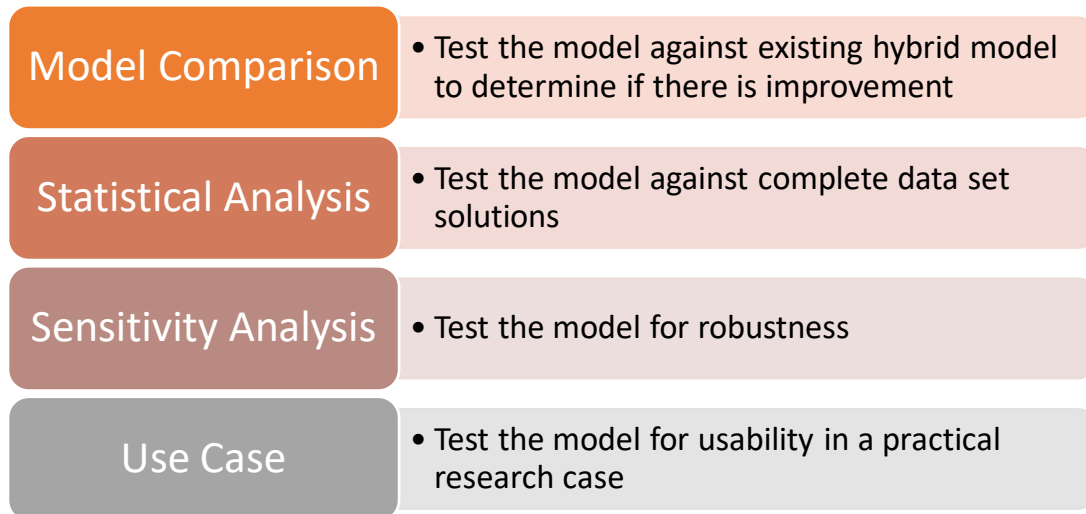 Model Comparison
• Test the model against existing hybrid model
to determine if there is improvement
Statistical Analysis
• Test the model against complete data set
solutions
Sensitivity Analysis
• Test the model for robustness
Use Case
• Test the model for usability in a practical
research case